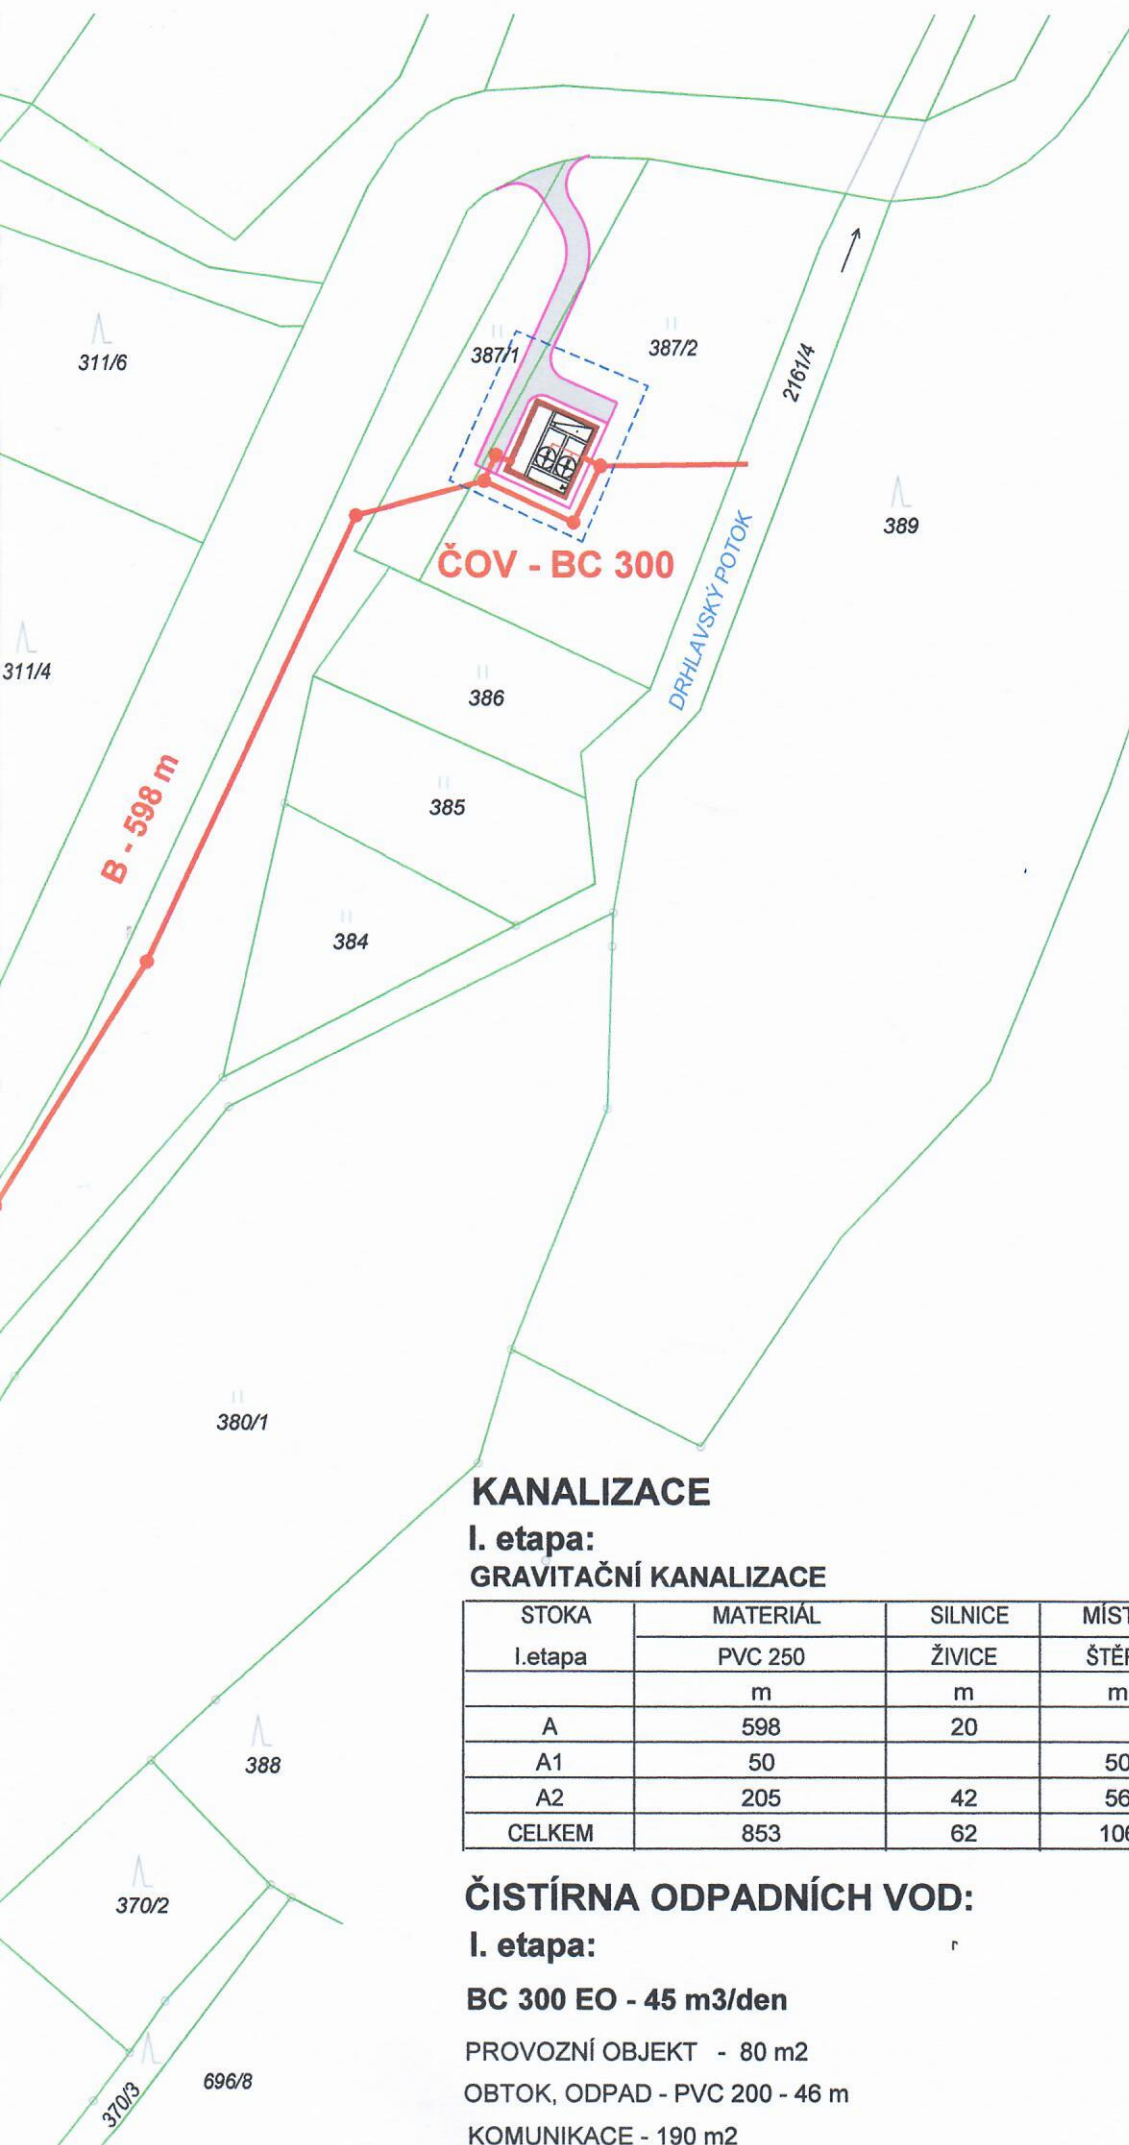 387/1
387/2
311/6
2161/4
389
ČOV - BC 300
DRHLAVSKÝ POTOK
311/4
386
385
B - 598 m
384
380/1
KANALIZACE
I. etapa:
GRAVITAČNÍ KANALIZACE
STOKA MATERIÁL SILNICE
I.etapa PVC 250 ŽIVICE
m m m
A 598 20
A1 50 50
A2 205 42 56
CELKEM 853 62
388
ČISTÍRNA ODPADNÍCH VOD:
370/2
I. etapa:
BC 300 EO - 45 m3/den
PROVOZNÍ OBJEKT - 80 m2
696/8
370/3
OBTOK, ODPAD - PVC 200 - 46 m
KOMUNIKACE - 190 m2